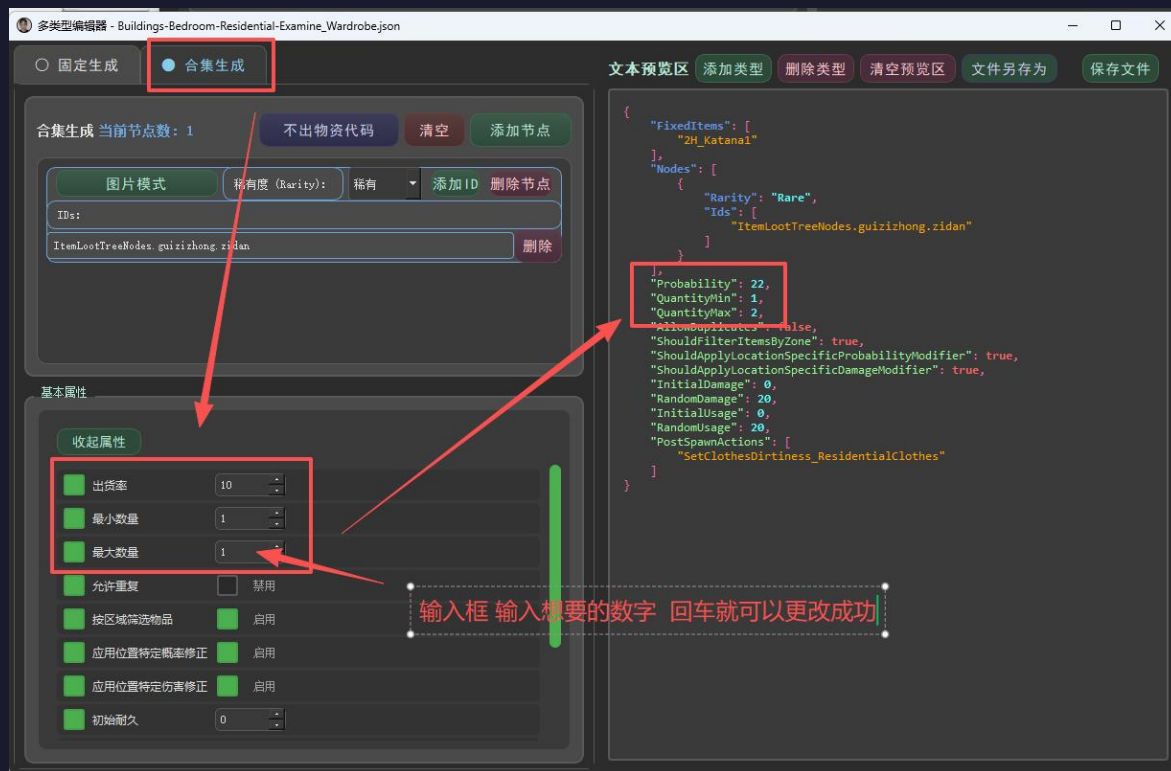 多类型编辑器 - Buildings-Bedroom-Residential-Examine_Wardrobe.json
固定生成
合集生成
文本预览区
添加类型
删除类型
清空预览区
文件另存为
保存文件
合集生成 当前节点数: 1
不出物资代码
清空
添加节点
图片模式
稀有度 (Rarity):
稀有
添加ID
删除节点
IDs:
ItemLootTreeNodes.guizizhong.zidan
删除
基本属性
收起属性
出货率
10
最小数量
1
最大数量
1
允许重复
禁用
按区域筛选物品
启用
应用位置特定概率修正
启用
应用位置特定伤害修正
启用
初始耐久
0
{
"FixedItems": [
"2H_Katana1"
],
"Nodes": [
{
"Rarity": "Rare",
"Ids": [
"ItemLootTreeNodes.guizizhong.zidan"
]
}
],
"Probability": 22,
"QuantityMin": 1,
"QuantityMax": 2,
"AllowDuplicates": false,
"ShouldFilterItemsByZone": true,
"ShouldApplyLocationSpecificProbabilityModifier": true,
"ShouldApplyLocationSpecificDamageModifier": true,
"InitialDamage": 0,
"RandomDamage": 20,
"InitialUsage": 0,
"RandomUsage": 20,
"PostSpawnActions": [
"SetClothesDirtiness_ResidentialClothes"
]
}
输入框 输入想要的数字 回车就可以更改成功